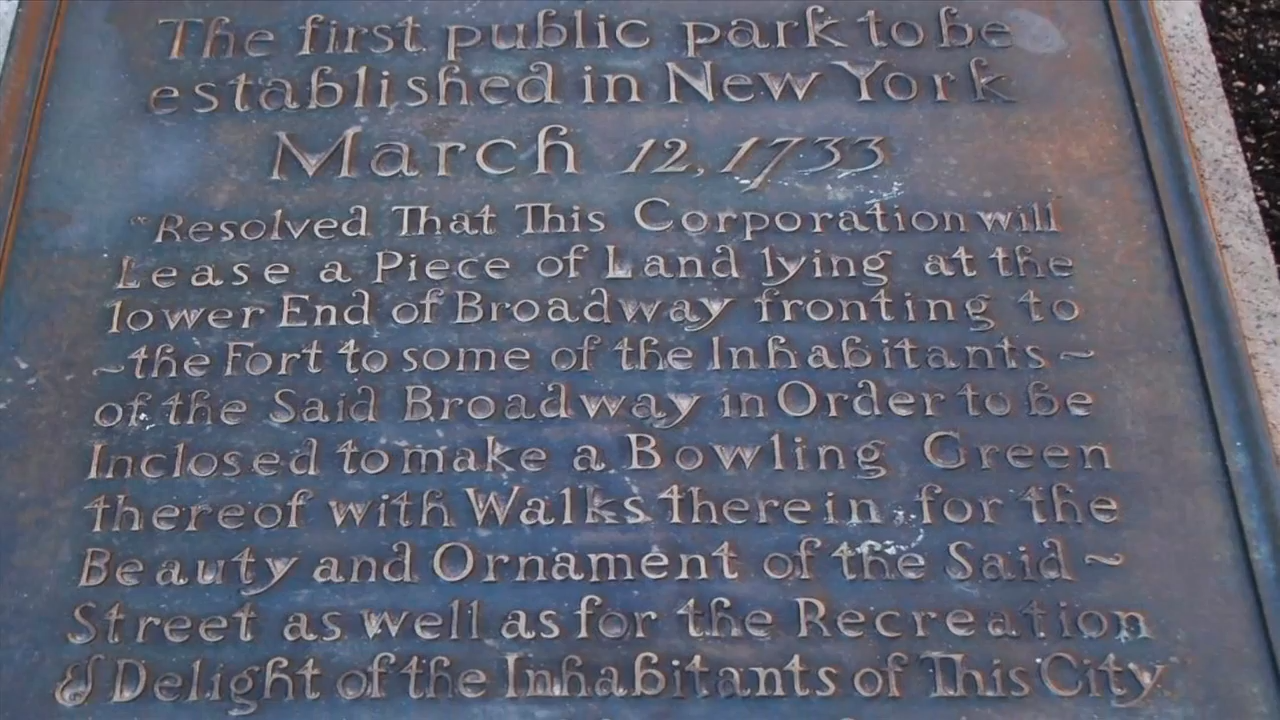 The first public park to be
established in New York
March 12, 1733
"Resolved That This Corporation will
Lease a Piece of Land lying at the
lower End of Broadway fronting to
~the Fort to some of the Inhabitants~
of the Said Broadway in Order to be
Inclosed to make a Bowling Green
thereof with Walks therein for the
Beauty and Ornament of the Said~
Street as well as for the Recreation
& Delight of the Inhabitants of This City